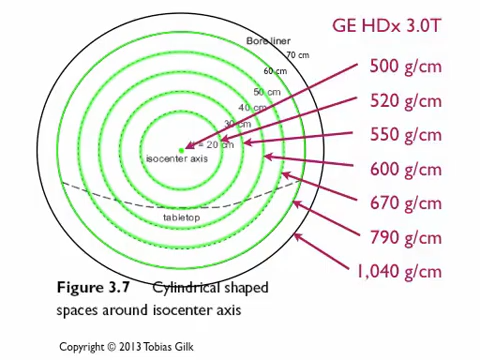 GE HDx 3.0T
Bore liner
70 cm
60 cm
50 cm
40 cm
30 cm
= 20 cm
isocenter axis
tabletop
500 g/cm
520 g/cm
550 g/cm
600 g/cm
670 g/cm
790 g/cm
1,040 g/cm
Figure 3.7 Cylindrical shaped
spaces around isocenter axis
Copyright © 2013 Tobias Gilk